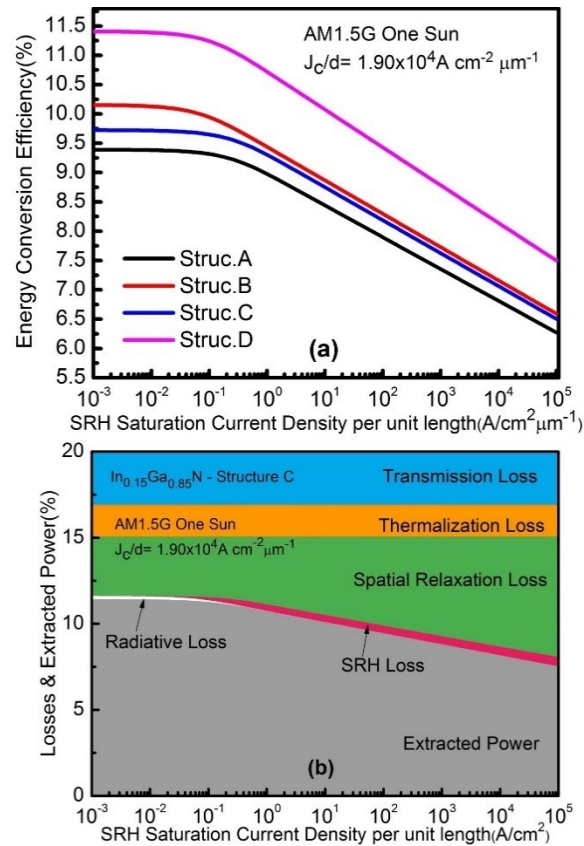 11.5
11.0
10.5
10.0
9.5
9.0
8.5
8.0
7.5
7.0
6.5
6.0
5.5
Energy Conversion Efficiency(%)
AM1.5G One Sun
J_C/d= 1.90x10^4A cm^-2 μm^-1
Struc.A
Struc.B
Struc.C
Struc.D
(a)
10^-3 10^-2 10^-1 10^0 10^1 10^2 10^3 10^4 10^5
SRH Saturation Current Density per unit length(A/cm^2μm^-1)
20
15
10
5
0
Losses & Extracted Power(%)
In_0.15Ga_0.85N - Structure C
Transmission Loss
AM1.5G One Sun
Thermalization Loss
J_C/d= 1.90x10^4A cm^-2μm^-1
Spatial Relaxation Loss
Radiative Loss
SRH Loss
Extracted Power
(b)
10^-3 10^-2 10^-1 10^0 10^1 10^2 10^3 10^4 10^5
SRH Saturation Current Density per unit length(A/cm^2)